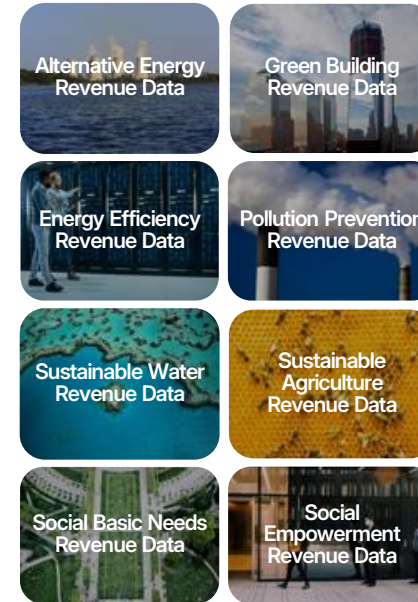 Alternative Energy
Revenue Data
Green Building
Revenue Data
Energy Efficiency
Revenue Data
Pollution Prevention
Revenue Data
Sustainable Water
Revenue Data
Sustainable
Agriculture
Revenue Data
Social Basic Needs
Revenue Data
Social
Empowerment
Revenue Data